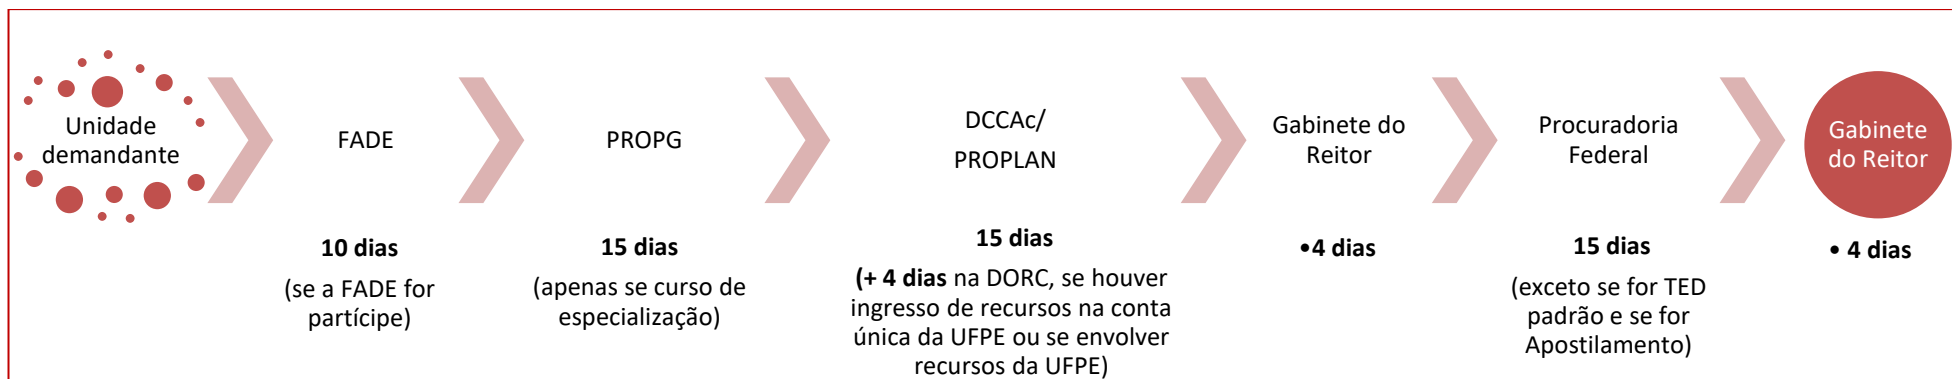 Unidade
demandante
FADE
10 dias
(se a FADE for
partícipe)
PROPG
15 dias
(apenas se curso de
especialização)
DCCAc/
PROPLAN
15 dias
(+ 4 dias na DORC, se houver
ingresso de recursos na conta
única da UFPE ou se envolver
recursos da UFPE)
Gabinete do
Reitor
•4 dias
Procuradoria
Federal
15 dias
(exceto se for TED
padrão e se for
Apostilamento)
Gabinete
do Reitor
• 4 dias